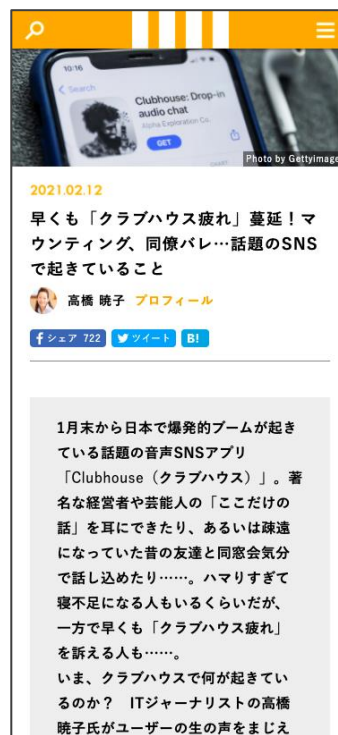 10:16
Search
Clubhouse: Drop-in
audio chat
Alpha Exploration Co.
GET
Photo by Gettyimage
2021.02.12
早くも「クラブハウス疲れ」蔓延！マ
ウンティング、同僚バレ…話題のSNS
で起きていること
高橋 暁子 プロフィール
シェア 722 ツイート B!
1月末から日本で爆発的ブームが起き
ている話題の音声SNSアプリ
「Clubhouse（クラブハウス）」。著
名な経営者や芸能人の「ここだけの
話」を耳にできたり、あるいは疎遠
になっていた昔の友達と同窓会気分
で話し込めたり……。ハマりすぎて
寝不足になる人もいるくらいだが、
一方で早くも「クラブハウス疲れ」
を訴える人も……。
いま、クラブハウスで何が起きてい
るのか？　ITジャーナリストの高橋
暁子氏がユーザーの生の声をまじえ